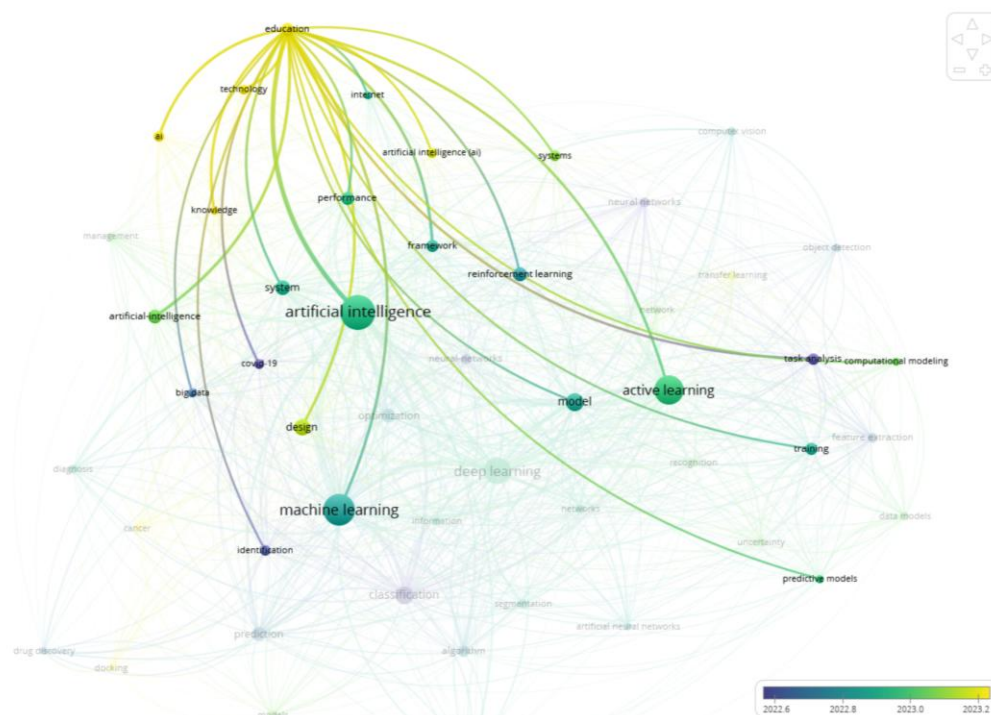 education
technology
internet
computer vision
ai
artificial intelligence (ai)
systems
performance
neural networks
knowledge
management
framework
object detection
reinforcement learning
transfer learning
system
artificial intelligence
network
artificial-intelligence
covid-19
neural-networks
task analysis
computational modeling
big data
active learning
model
optimization
design
feature extraction
training
diagnosis
deep learning
recognition
machine learning
information
networks
data models
cancer
uncertainty
identification
predictive models
classification
segmentation
artificial neural networks
prediction
drug discovery
algorithm
docking
models
2022.6 2022.8 2023.0 2023.2